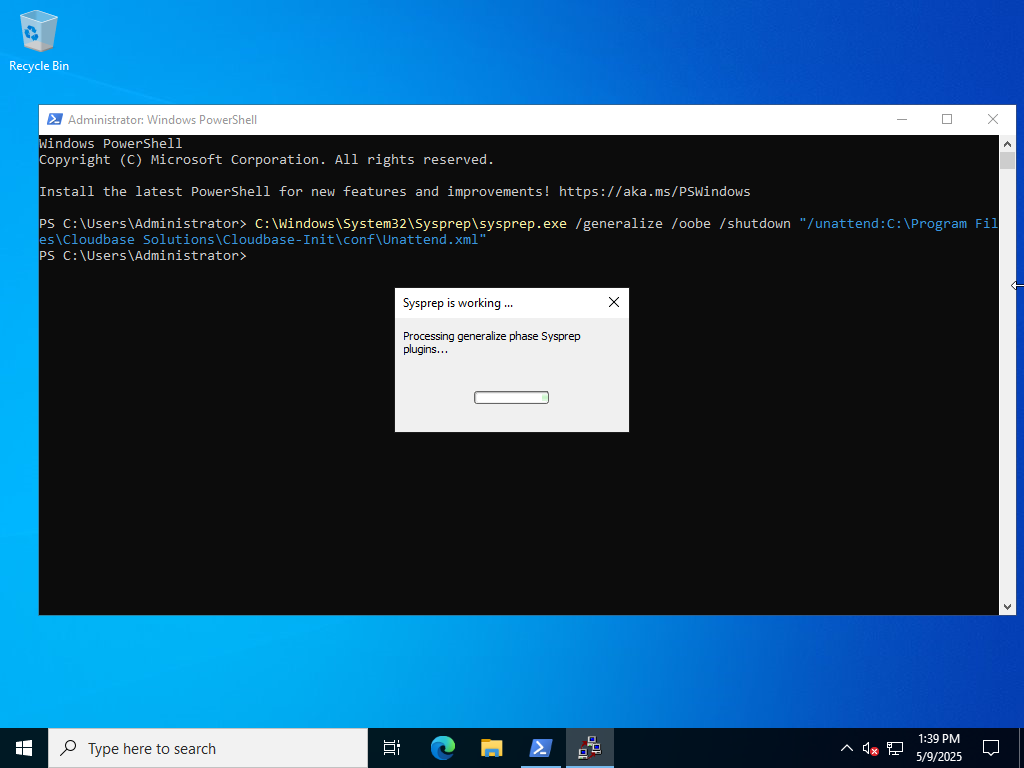 Recycle Bin
Administrator: Windows PowerShell
Windows PowerShell
Copyright (C) Microsoft Corporation. All rights reserved.
Install the latest PowerShell for new features and improvements! https://aka.ms/PSWindows
PS C:\Users\Administrator> C:\Windows\System32\Sysprep\sysprep.exe /generalize /oobe /shutdown "/unattend:C:\Program Fil
es\Cloudbase Solutions\Cloudbase-Init\conf\Unattend.xml"
PS C:\Users\Administrator>
Sysprep is working ...
Processing generalize phase Sysprep
plugins...
Type here to search
1:39 PM
5/9/2025